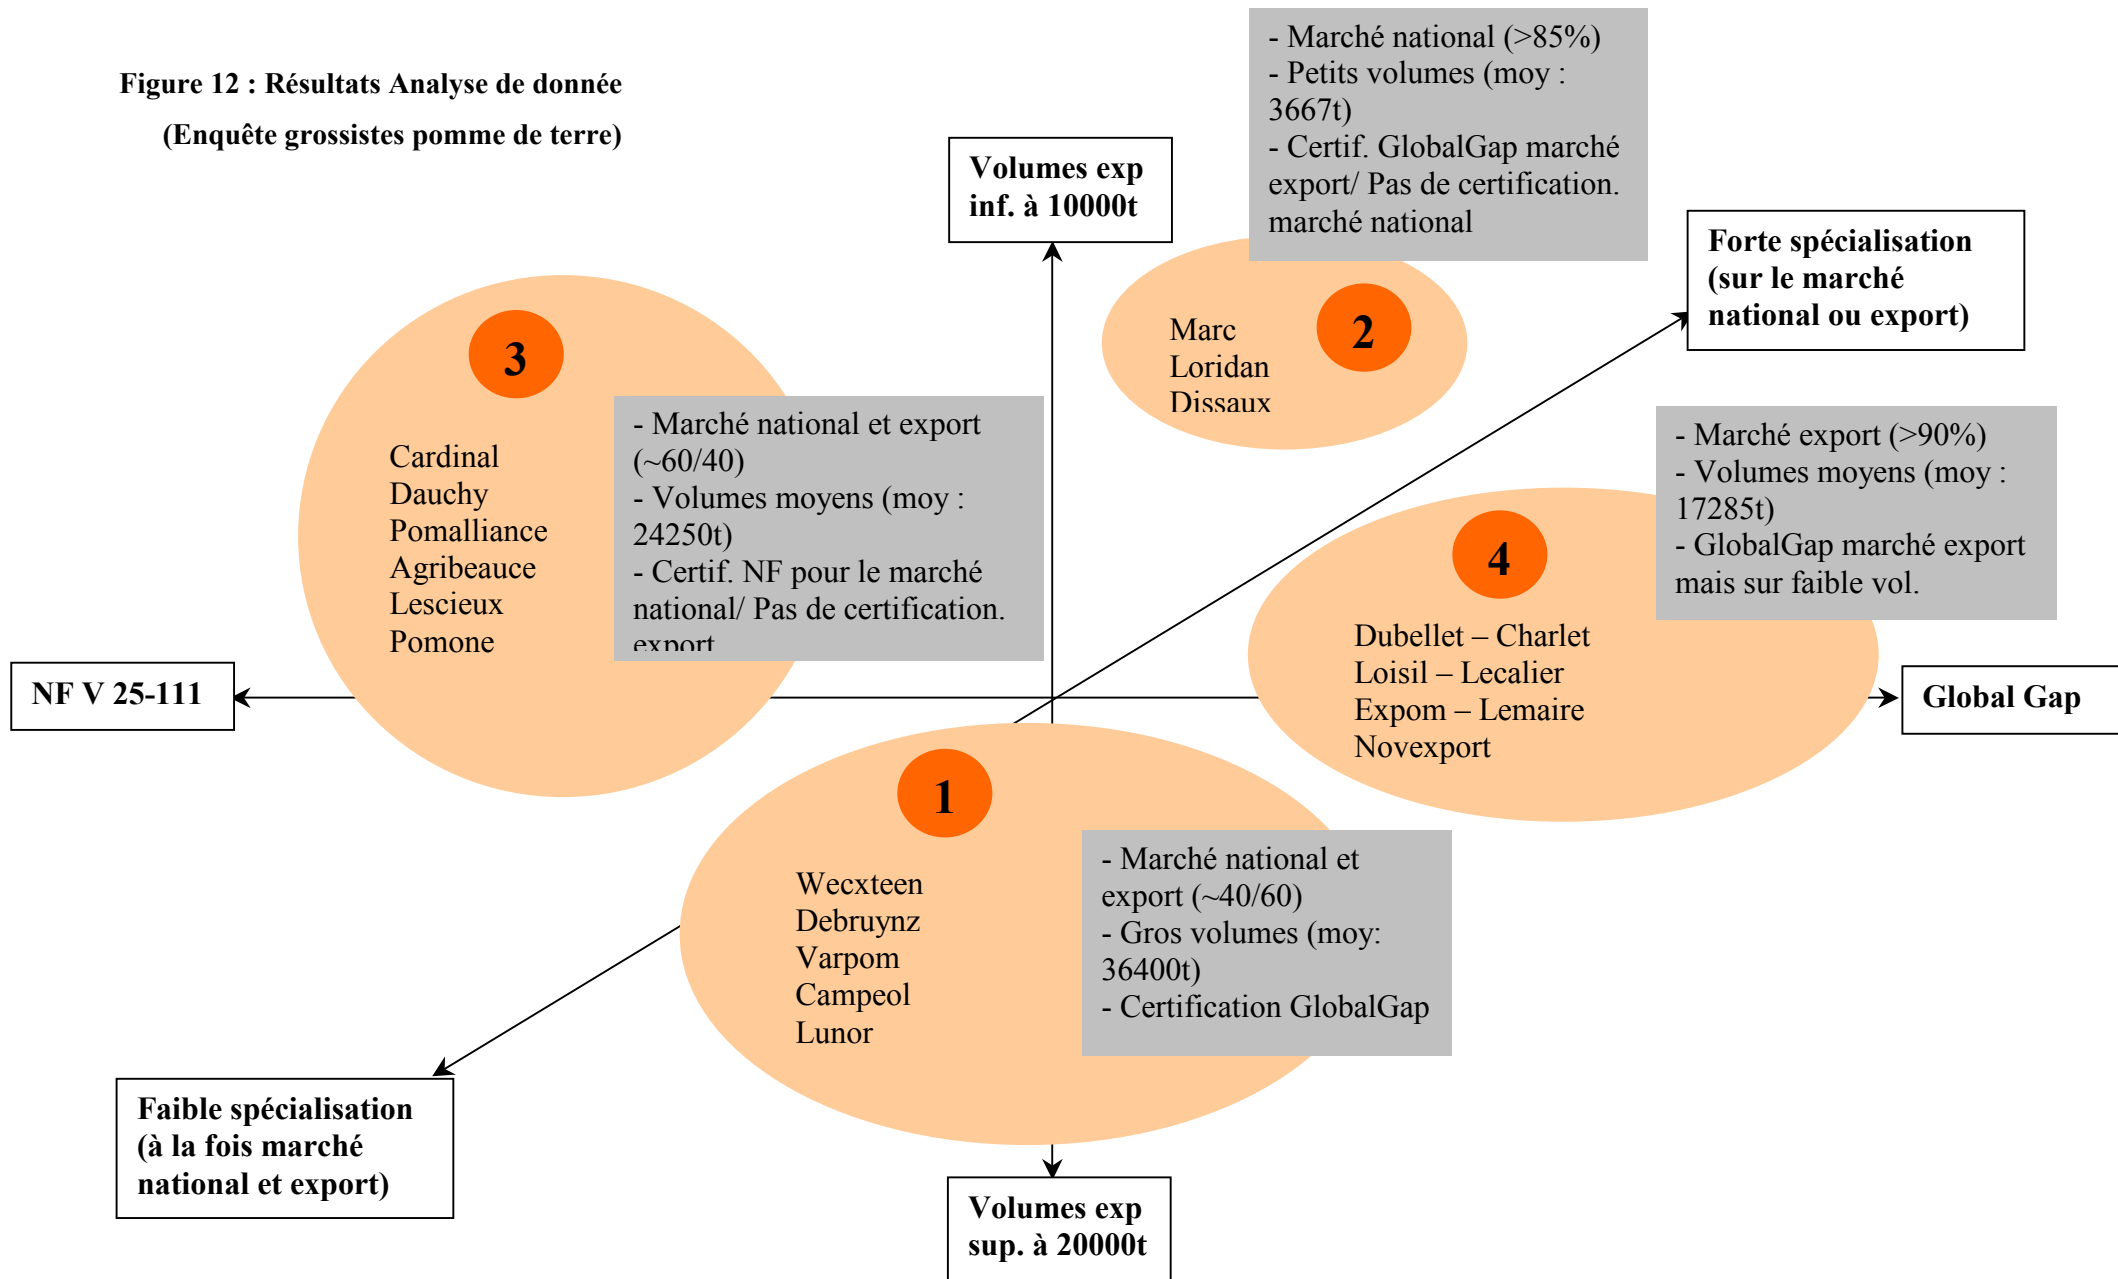 Figure 12 : Résultats Analyse de donnée
(Enquête grossistes pomme de terre)
- Marché national (>85%)
- Petits volumes (moy :
3667t)
- Certif. GlobalGap marché
export/ Pas de certification.
marché national
Volumes exp
inf. à 10000t
Forte spécialisation
(sur le marché
national ou export)
2
Marc
Loridan
Dissaux
3
Cardinal
Dauchy
Pomalliance
Agribeauce
Lescieux
Pomone
- Marché national et export
(~60/40)
- Volumes moyens (moy :
24250t)
- Certif. NF pour le marché
national/ Pas de certification.
export
- Marché export (>90%)
- Volumes moyens (moy :
17285t)
- GlobalGap marché export
mais sur faible vol.
4
Dubellet – Charlet
Loisil – Lecalier
Expom – Lemaire
Novexport
NF V 25-111
Global Gap
1
Wecxteen
Debruynz
Varpom
Campeol
Lunor
- Marché national et
export (~40/60)
- Gros volumes (moy:
36400t)
- Certification GlobalGap
Faible spécialisation
(à la fois marché
national et export)
Volumes exp
sup. à 20000t